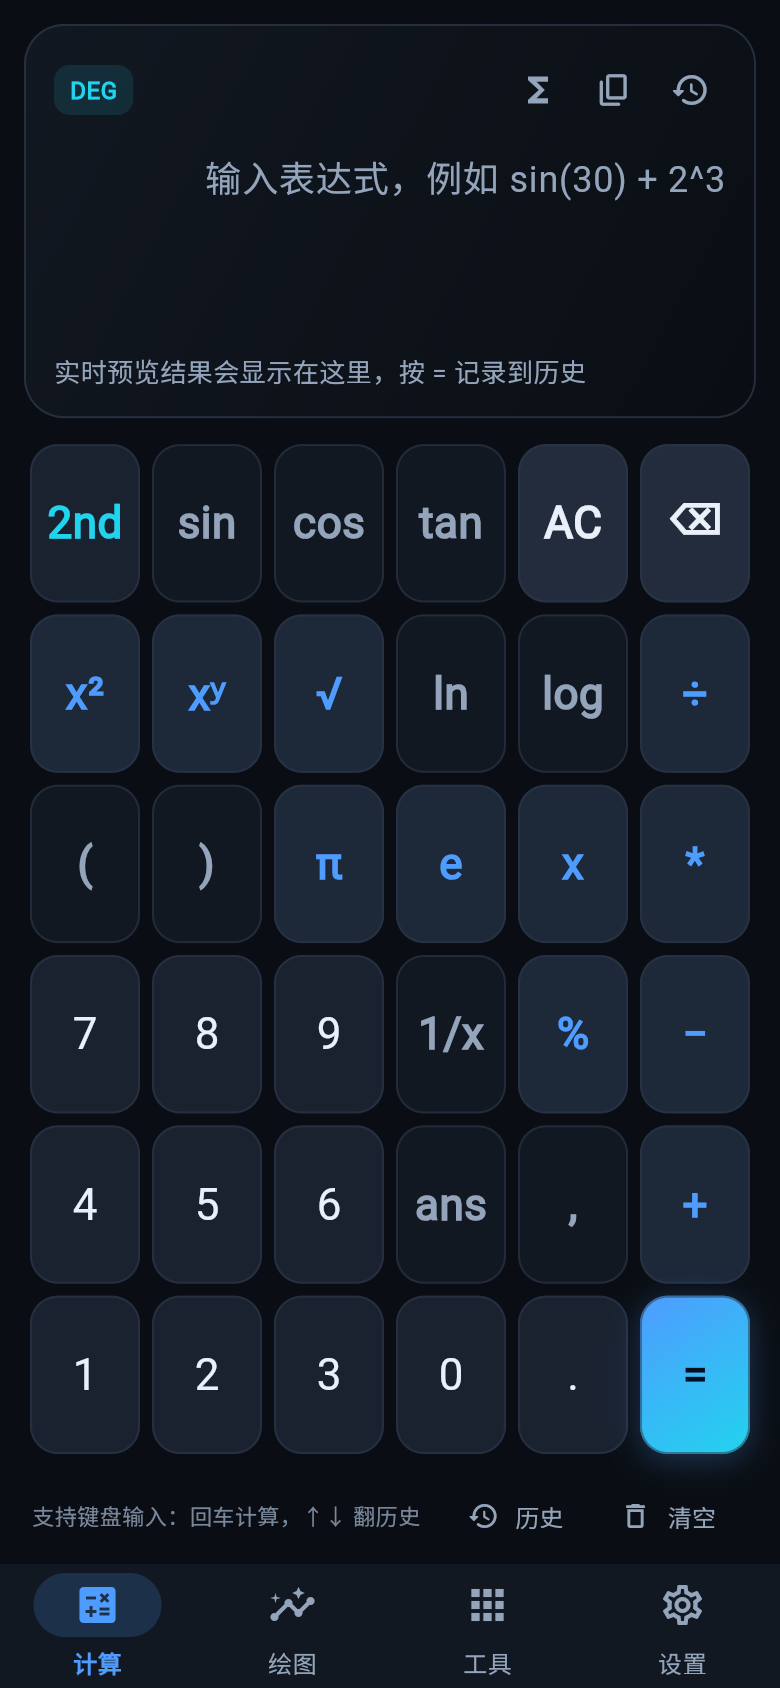 DEG
输入表达式，例如 sin(30) + 2^3
实时预览结果会显示在这里，按 = 记录到历史
2nd sin cos tan AC
x² xʸ √ ln log ÷
( ) π e x *
7 8 9 1/x % −
4 5 6 ans , +
1 2 3 0 . =
支持键盘输入：回车计算，↑↓ 翻历史 历史 清空
计算 绘图 工具 设置